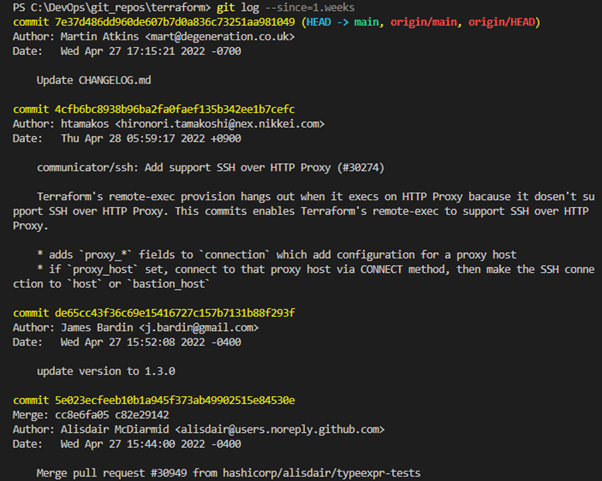 PS C:\DevOps\git_repos\terraform> git log --since=1.weeks
commit 7e37d486dd960de607b7d0a836c73251aa981049 (HEAD -> main, origin/main, origin/HEAD)
Author: Martin Atkins <mart@degeneration.co.uk>
Date:   Wed Apr 27 17:15:21 2022 -0700
    Update CHANGELOG.md
commit 4cfb6bc8938b96ba2fa0faef135b342ee1b7cefc
Author: htamakos <hironori.tamakoshi@nex.nikkei.com>
Date:   Thu Apr 28 05:59:17 2022 +0900
    communicator/ssh: Add support SSH over HTTP Proxy (#30274)
    Terraform's remote-exec provision hangs out when it execs on HTTP Proxy bacause it dosen't su
pport SSH over HTTP Proxy. This commits enables Terraform's remote-exec to support SSH over HTTP
Proxy.
    * adds `proxy_*` fields to `connection` which add configuration for a proxy host
    * if `proxy_host` set, connect to that proxy host via CONNECT method, then make the SSH conne
ction to `host` or `bastion_host`
commit de65cc43f36c69e15416727c157b7131b88f293f
Author: James Bardin <j.bardin@gmail.com>
Date:   Wed Apr 27 15:52:08 2022 -0400
    update version to 1.3.0
commit 5e023ecfeeb10b1a945f373ab49902515e84530e
Merge: cc8e6fa05 c82e29142
Author: Alisdair McDiarmid <alisdair@users.noreply.github.com>
Date:   Wed Apr 27 15:44:00 2022 -0400
    Merge pull request #30949 from hashicorp/alisdair/typeexpr-tests